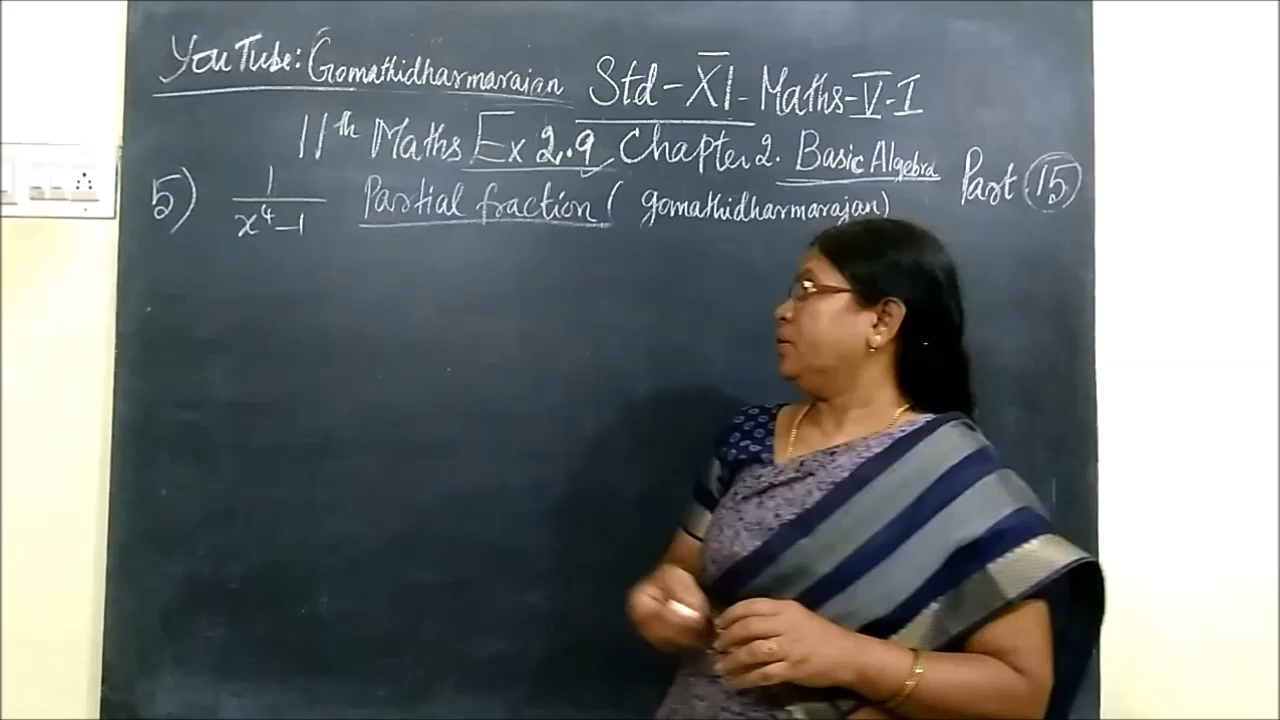 YouTube: Gomathidharmarajan Std-XI-Maths-V-I
11th Maths Ex 2.9 Chapter 2. Basic Algebra Part 15
5) 1/x⁴-1 Partial fraction (gomathidharmarajan)